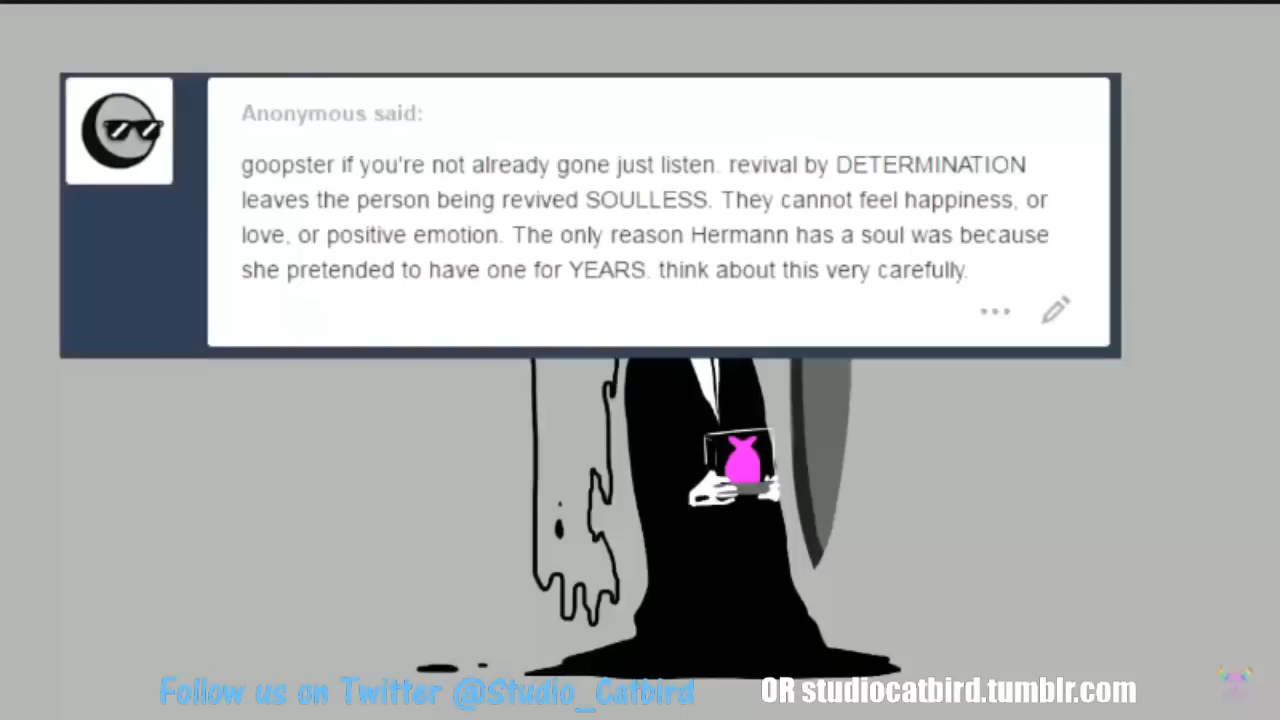 Anonymous said:
goopster if you're not already gone just listen. revival by DETERMINATION
leaves the person being revived SOULLESS. They cannot feel happiness, or
love, or positive emotion. The only reason Hermann has a soul was because
she pretended to have one for YEARS. think about this very carefully.
Follow us on Twitter @Studio_Catbird OR studiocatbird.tumblr.com